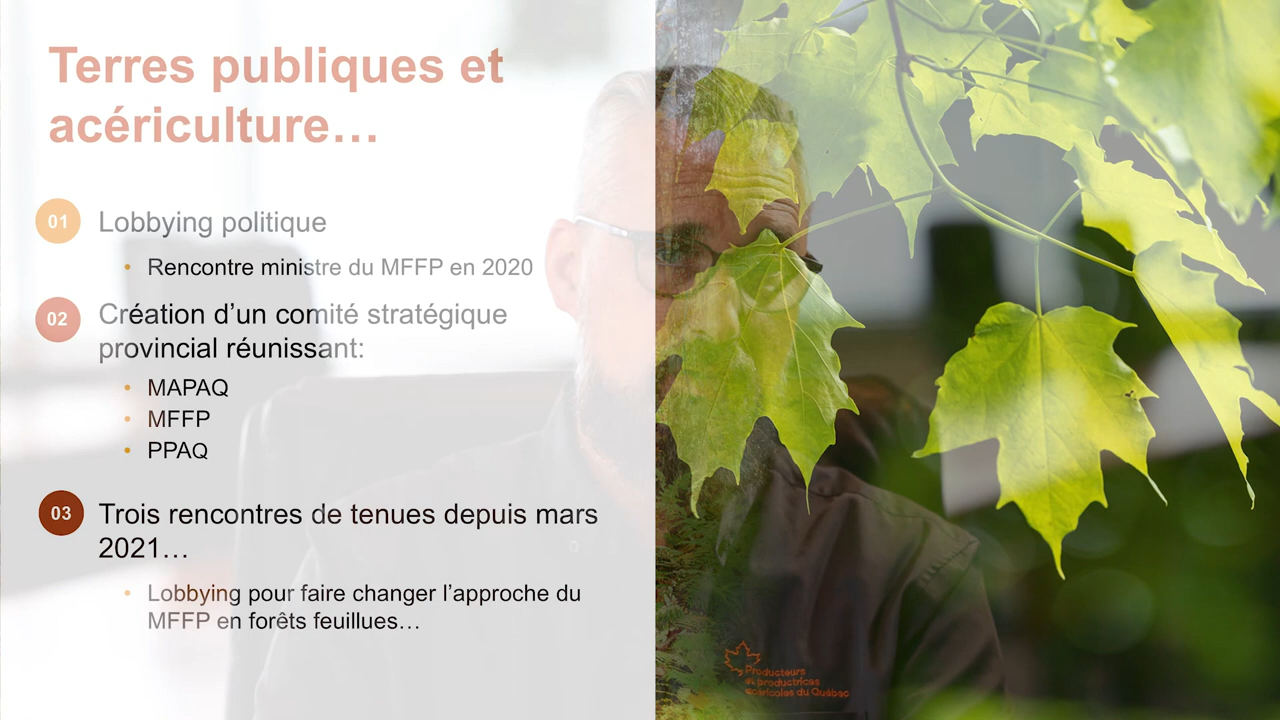 Terres publiques et
acériculture…
01
Lobbying politique
• Rencontre ministre du MFFP en 2020
02
Création d’un comité stratégique
provincial réunissant:
• MAPAQ
• MFFP
• PPAQ
03
Trois rencontres de tenues depuis mars
2021…
• Lobbying pour faire changer l’approche du
MFFP en forêts feuillues…
Producteurs
et productrices
acéricoles du Québec